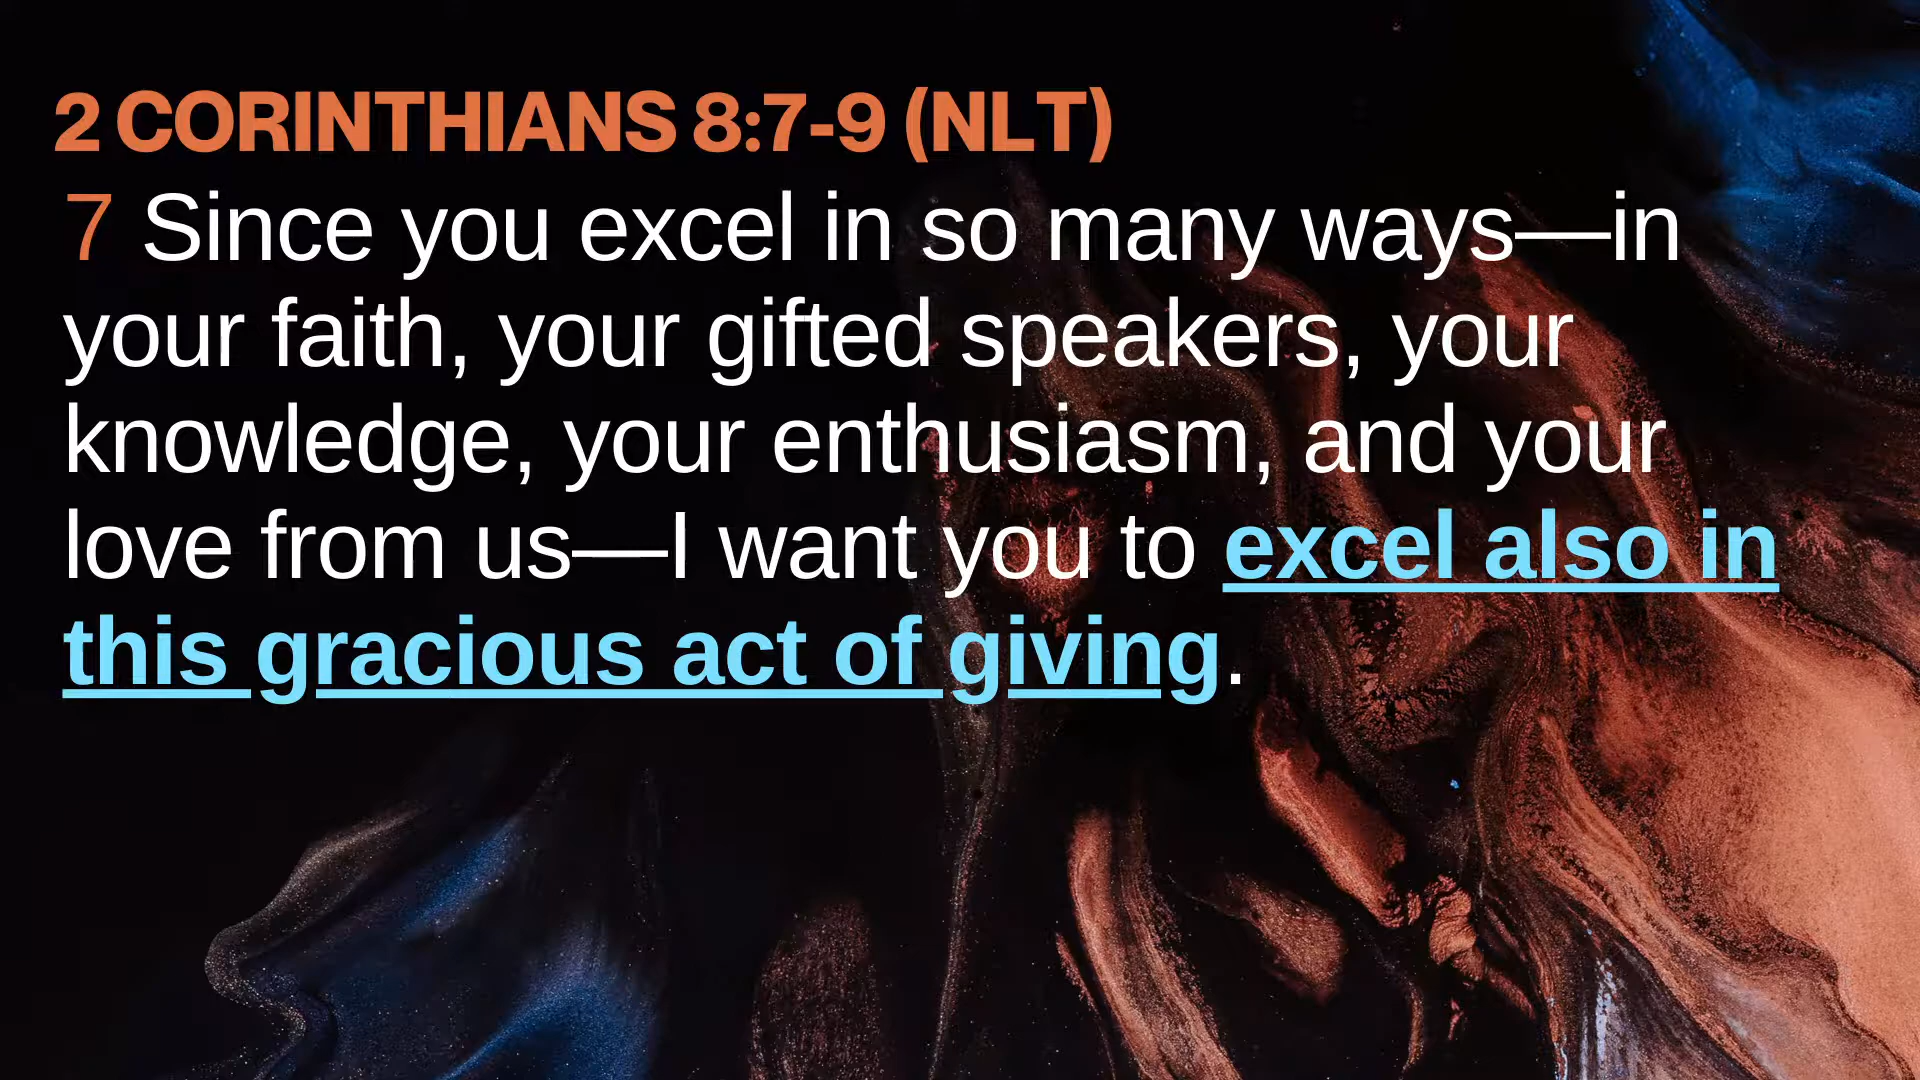 2 CORINTHIANS 8:7-9 (NLT)
7 Since you excel in so many ways—in
your faith, your gifted speakers, your
knowledge, your enthusiasm, and your
love from us—I want you to excel also in
this gracious act of giving.